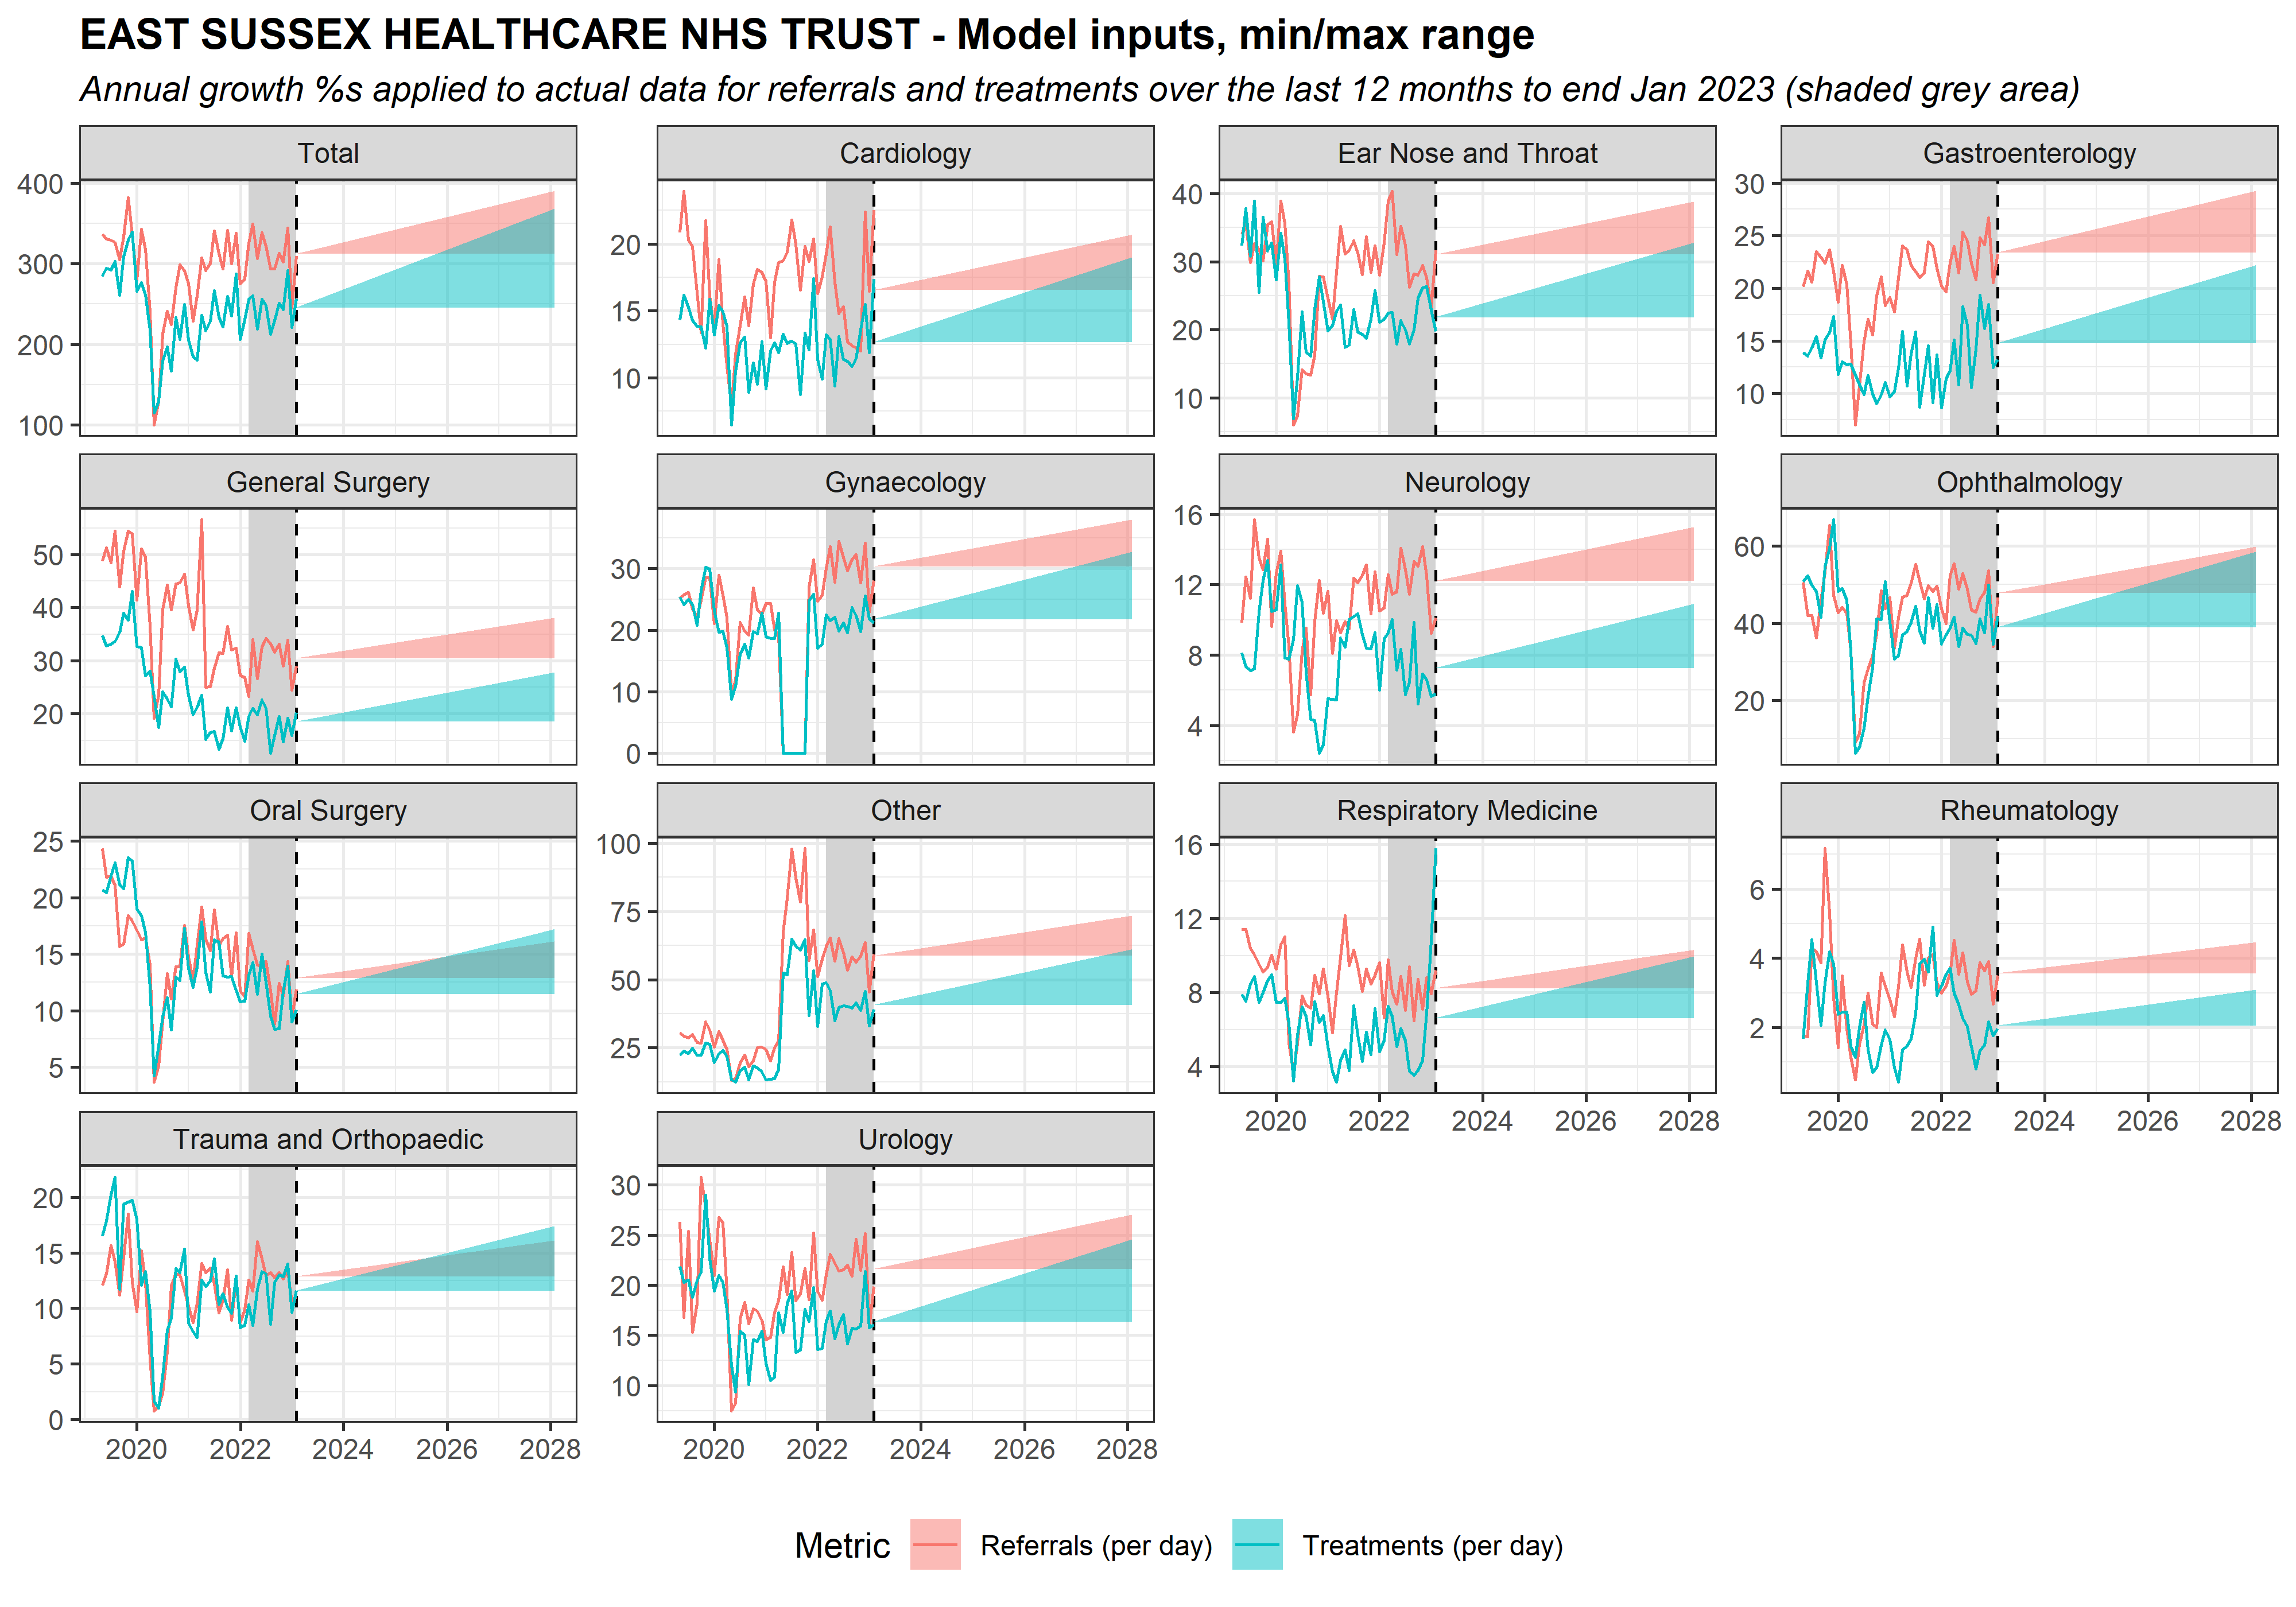 EAST SUSSEX HEALTHCARE NHS TRUST - Model inputs, min/max range
Annual growth %s applied to actual data for referrals and treatments over the last 12 months to end Jan 2023 (shaded grey area)
Total
400
300
200
100
Cardiology
20
15
10
Ear Nose and Throat
40
30
20
10
Gastroenterology
30
25
20
15
10
General Surgery
50
40
30
20
Gynaecology
30
20
10
0
Neurology
16
12
8
4
Ophthalmology
60
40
20
Oral Surgery
25
20
15
10
5
Other
100
75
50
25
Respiratory Medicine
16
12
8
4
2020 2022 2024 2026 2028
Rheumatology
6
4
2
2020 2022 2024 2026 2028
Trauma and Orthopaedic
20
15
10
5
0
2020 2022 2024 2026 2028
Urology
30
25
20
15
10
2020 2022 2024 2026 2028
Metric Referrals (per day) Treatments (per day)